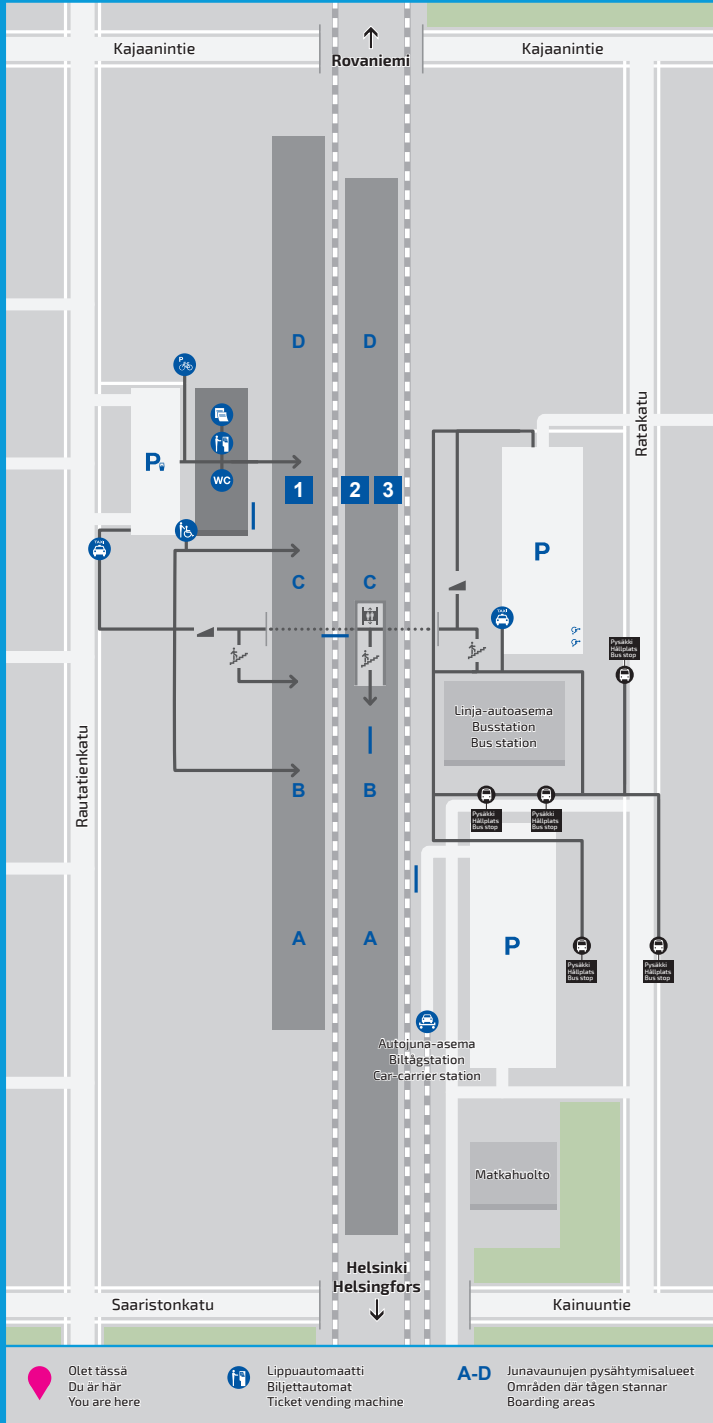 Kajaanintie
Rovaniemi
Kajaanintie
D
D
P
WC
P
1
2
3
Ratakatu
P
TAXI
C
C
TAXI
Pysäkki
Hållplats
Bus stop
Linja-autoasema
Busstation
Bus station
Rautatienkatu
B
B
Pysäkki
Hållplats
Bus stop
Pysäkki
Hållplats
Bus stop
A
A
P
Pysäkki
Hållplats
Bus stop
Pysäkki
Hållplats
Bus stop
Autojuna-asema
Biltågstation
Car-carrier station
Matkahuolto
Helsinki
Helsingfors
Saaristonkatu
Kainuuntie
Olet tässä
Du är här
You are here
Lippuautomaatti
Biljettautomat
Ticket vending machine
A-D
Junavaunujen pysähtymisalueet
Områden där tågen stannar
Boarding areas